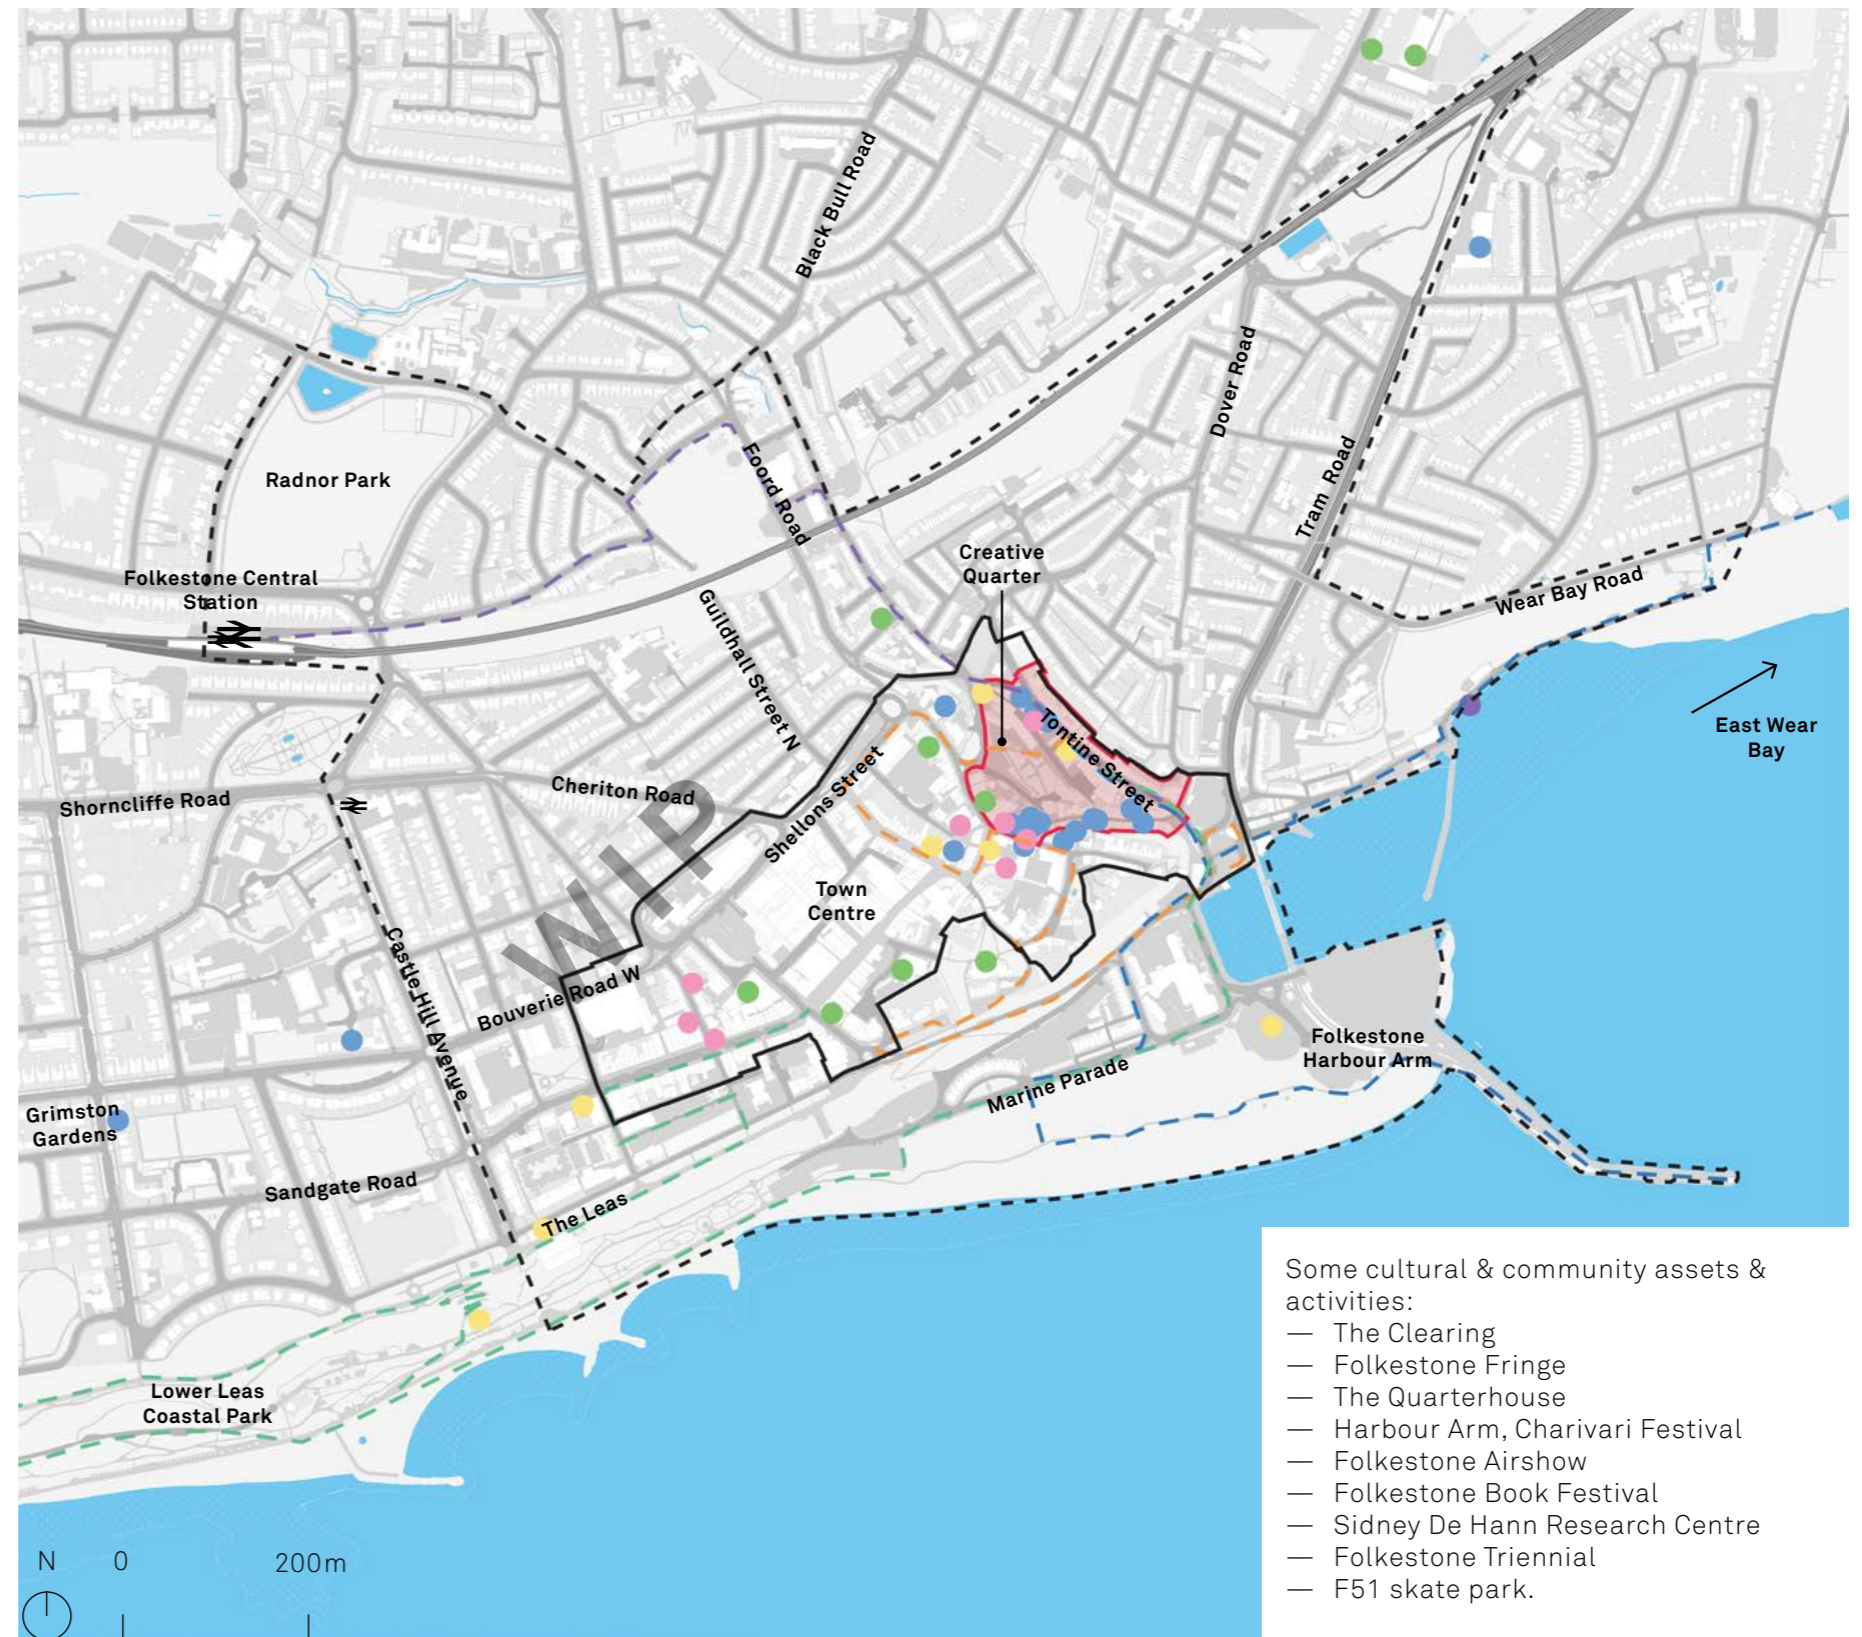 Black Bull Road
Radnor Park
Foord Road
Dover Road
Tram Road
Folkestone Central
Station
Creative
Quarter
Guildhall Street N
Wear Bay Road
East Wear
Bay
Tontine Street
Shorncliffe Road
Cheriton Road
Shellons Street
WIP
Town
Centre
Castle Hill Avenue
Bouverie Road W
Folkestone
Harbour Arm
Marine Parade
Grimston
Gardens
Sandgate Road
The Leas
Lower Leas
Coastal Park
Some cultural & community assets &
activities:
— The Clearing
— Folkestone Fringe
— The Quarterhouse
— Harbour Arm, Charivari Festival
— Folkestone Airshow
— Folkestone Book Festival
— Sidney De Hann Research Centre
— Folkestone Triennial
— F51 skate park.
N 0 200m